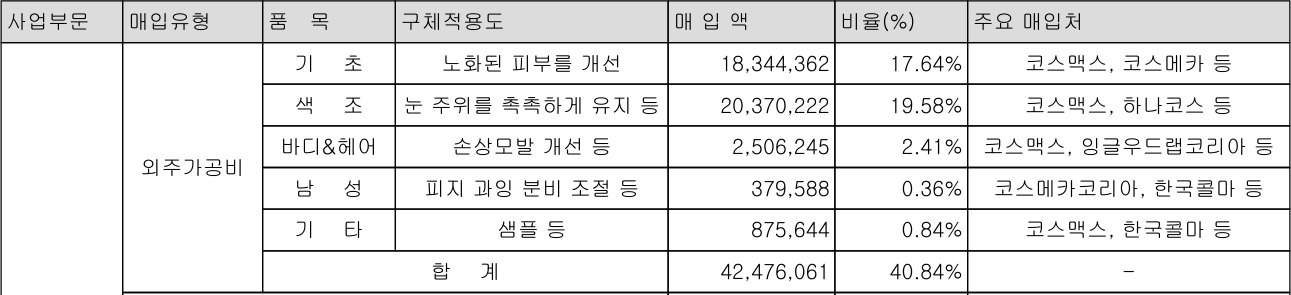 사업부문 매입유형 품 목 구체적용도 매 입 액 비율(%) 주요 매입처
기 초 노화된 피부를 개선 18,344,362 17.64% 코스맥스, 코스메카 등
색 조 눈 주위를 촉촉하게 유지 등 20,370,222 19.58% 코스맥스, 하나코스 등
바디&헤어 손상모발 개선 등 2,506,245 2.41% 코스맥스, 잉글우드랩코리아 등
외주가공비
남 성 피지 과잉 분비 조절 등 379,588 0.36% 코스메카코리아, 한국콜마 등
기 타 샘플 등 875,644 0.84% 코스맥스, 한국콜마 등
합 계 42,476,061 40.84% -